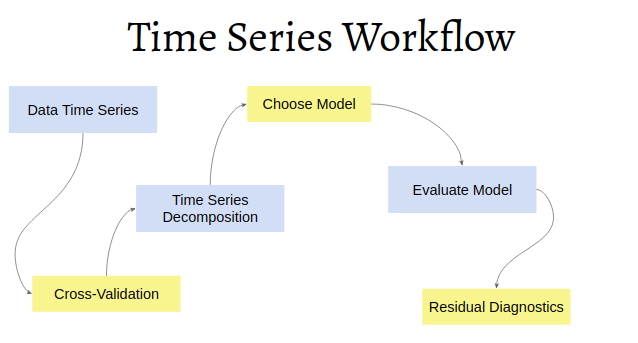 Time Series Workflow
Data Time Series
Choose Model
Evaluate Model
Time Series
Decomposition
Cross-Validation
Residual Diagnostics